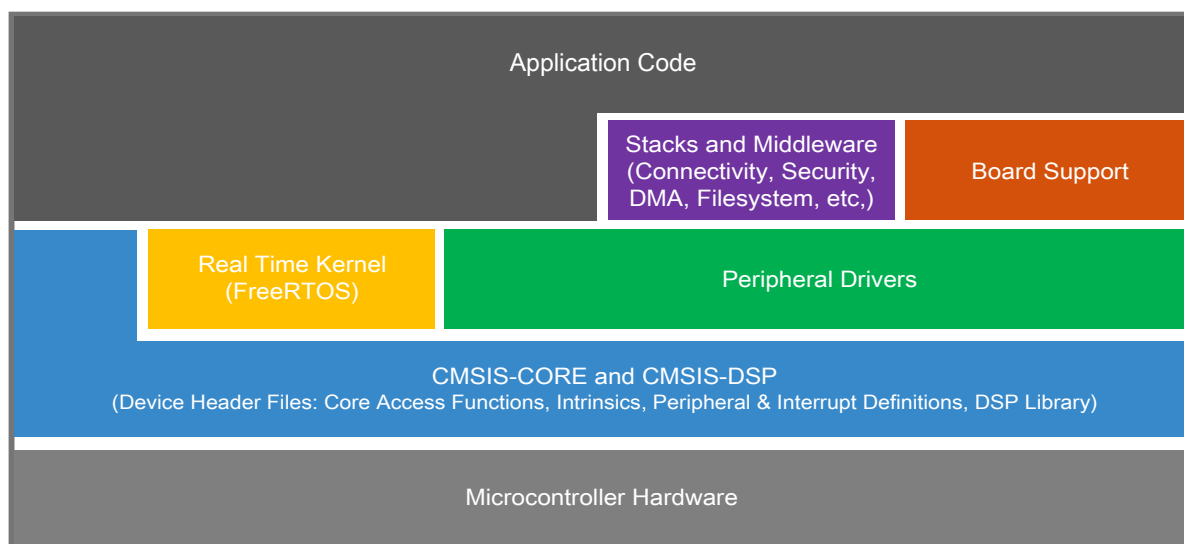 Application Code
Stacks and Middleware
(Connectivity, Security,
DMA, Filesystem, etc,)
Board Support
Real Time Kernel
(FreeRTOS)
Peripheral Drivers
CMSIS-CORE and CMSIS-DSP
(Device Header Files: Core Access Functions, Intrinsics, Peripheral & Interrupt Definitions, DSP Library)
Microcontroller Hardware